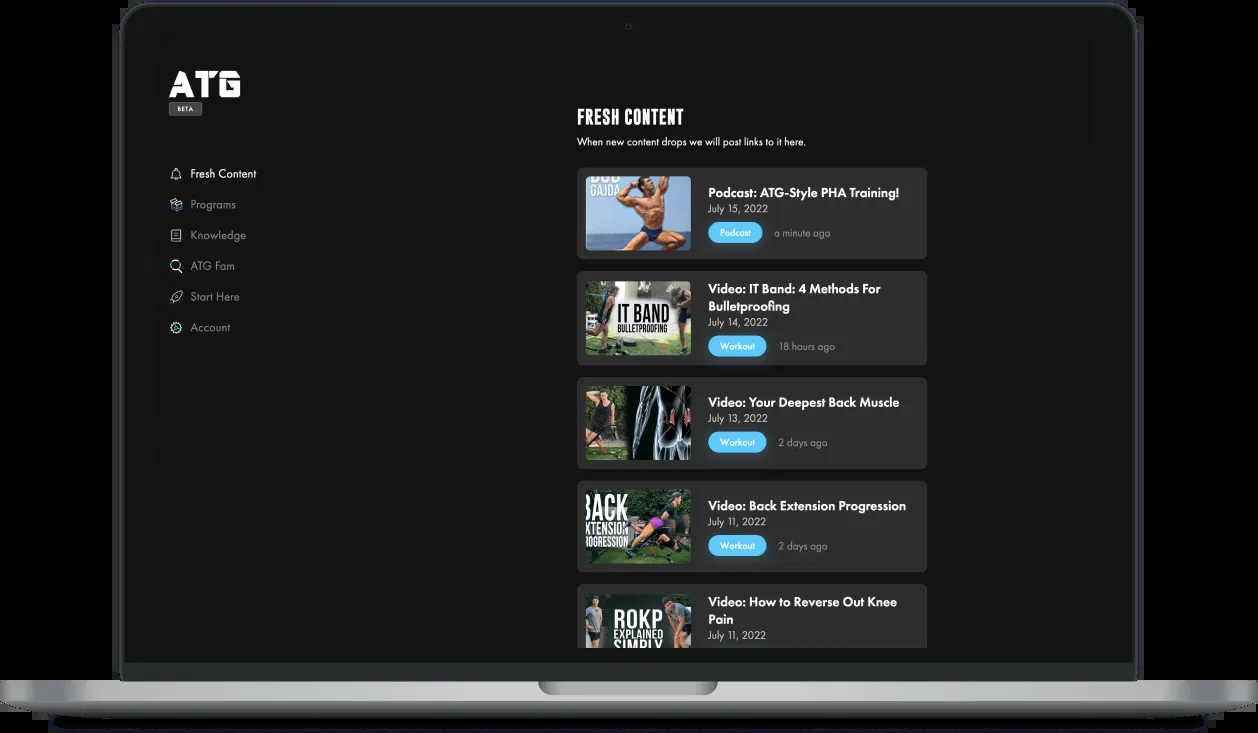 ATG
BETA
Fresh Content
Programs
Knowledge
ATG Fam
Start Here
Account
FRESH CONTENT
When new content drops we will post links to it here.
BOB
GAJDA
Podcast: ATG-Style PHA Training!
July 15, 2022
Podcast
a minute ago
IT BAND
BULLETPROOFING
Video: IT Band: 4 Methods For
Bulletproofing
July 14, 2022
Workout
18 hours ago
Video: Your Deepest Back Muscle
July 13, 2022
Workout
2 days ago
BACK
EXTENSION
PROGRESSION
Video: Back Extension Progression
July 11, 2022
Workout
2 days ago
ROKP
EXPLAINED
SIMPLY
Video: How to Reverse Out Knee
Pain
July 11, 2022